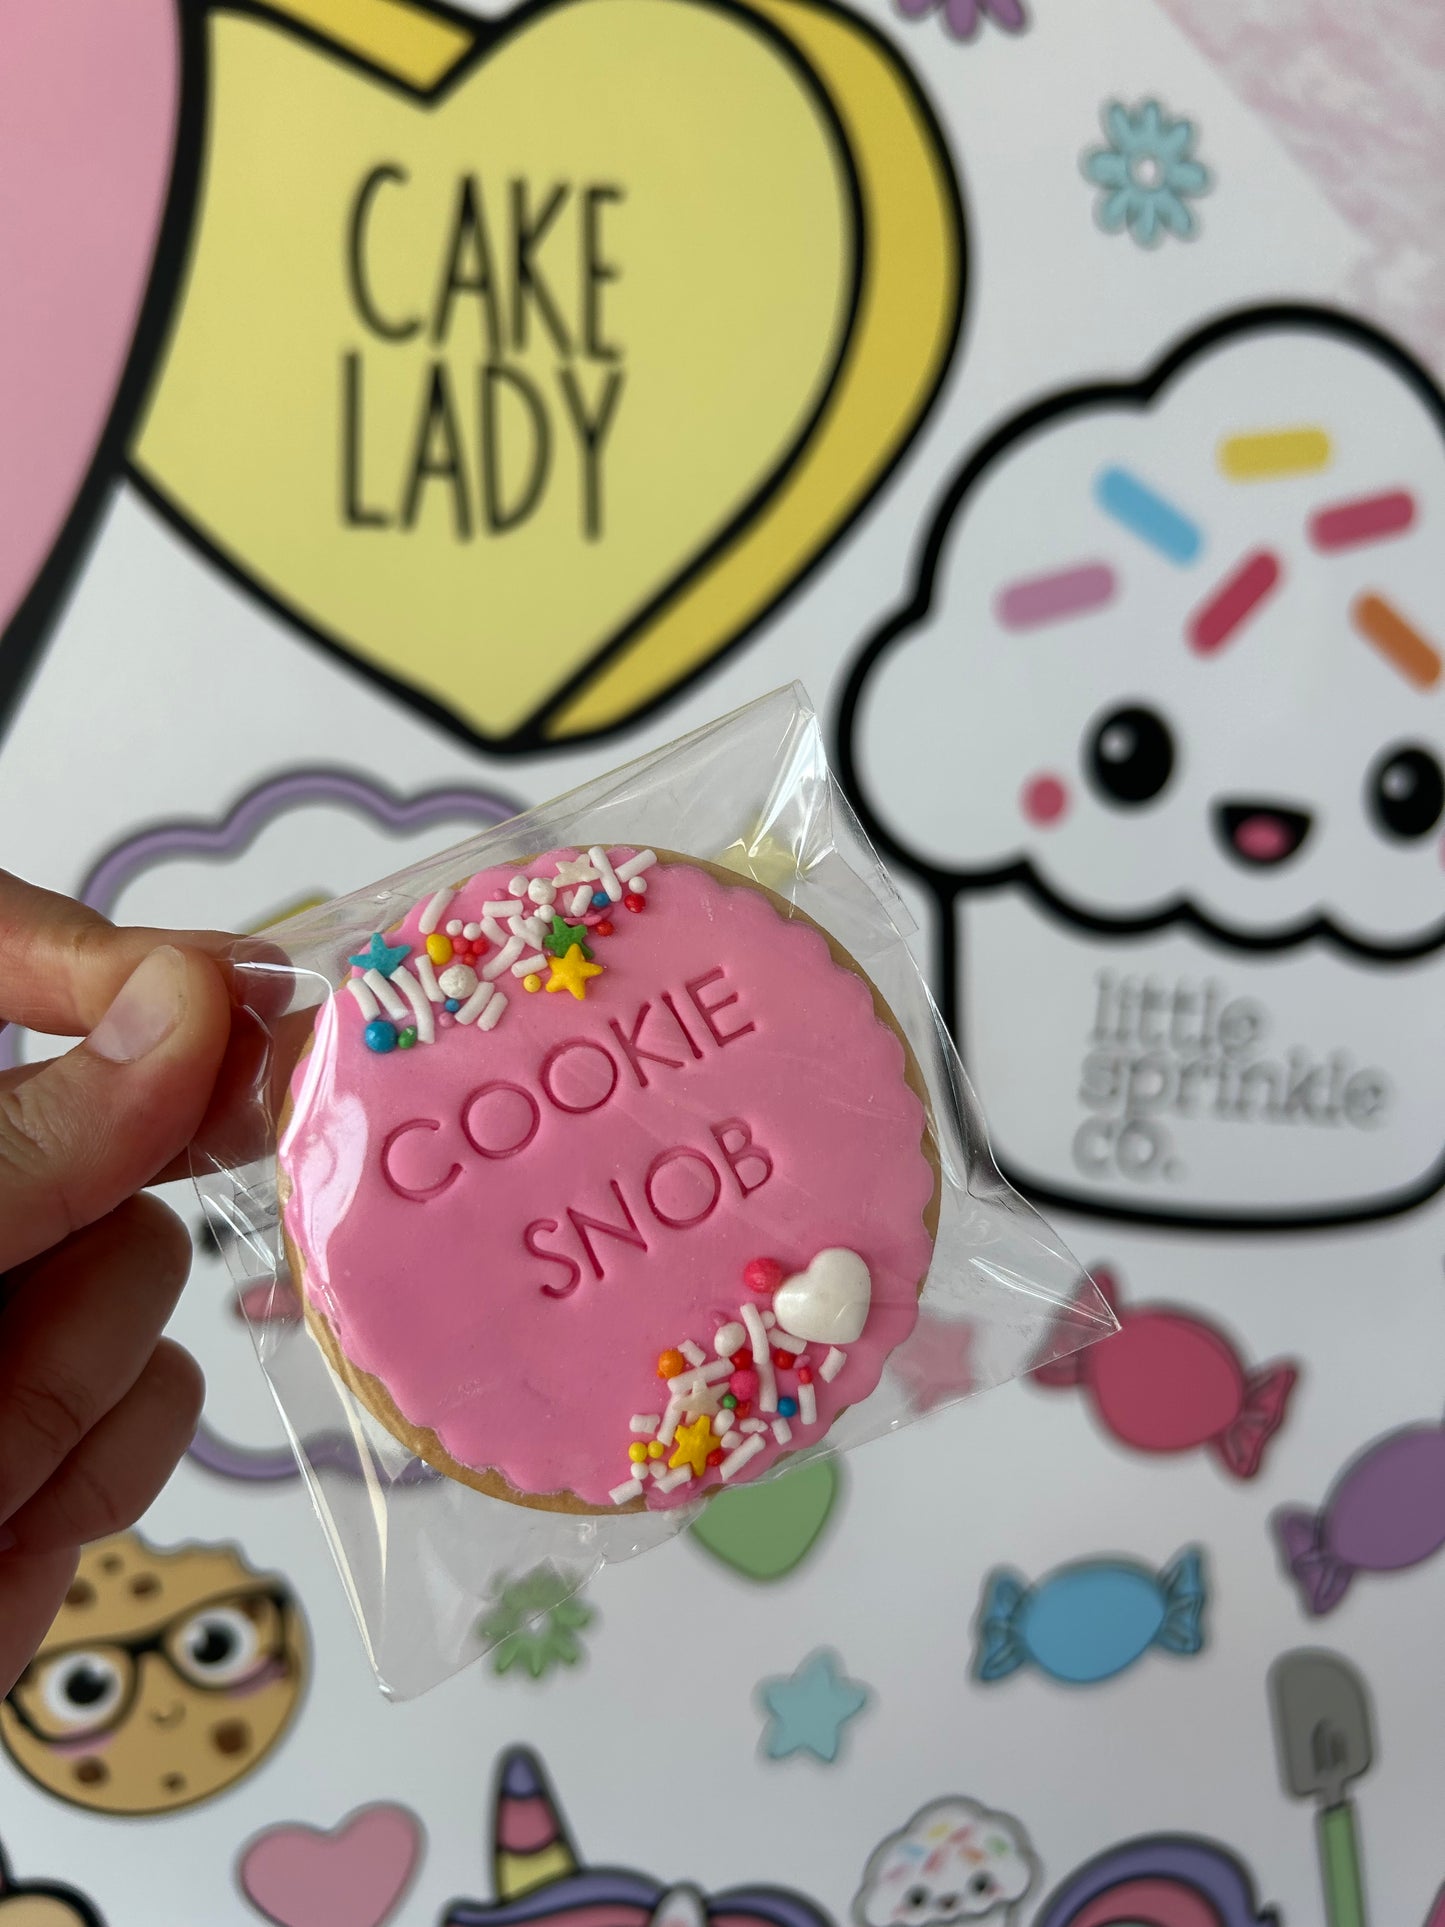 CAKE
LADY
little
sprinkle
co.
COOKIE
SNOB